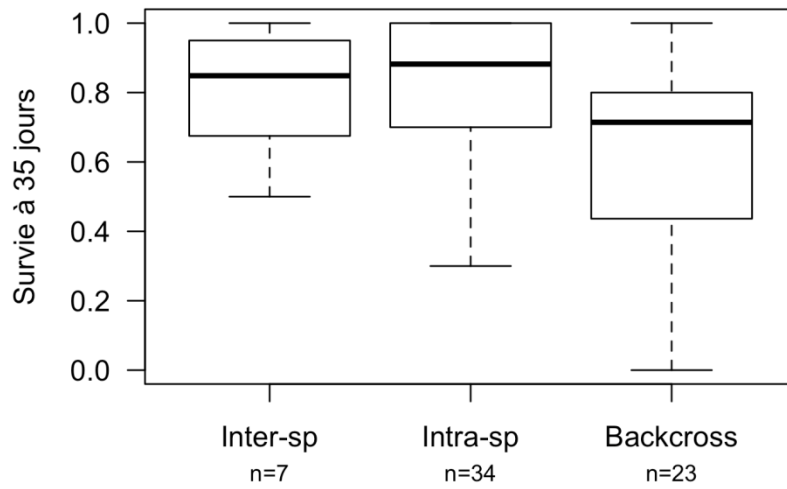 Survie à 35 jours
1.0
0.8
0.6
0.4
0.2
0.0
Inter-sp Intra-sp Backcross
n=7 n=34 n=23